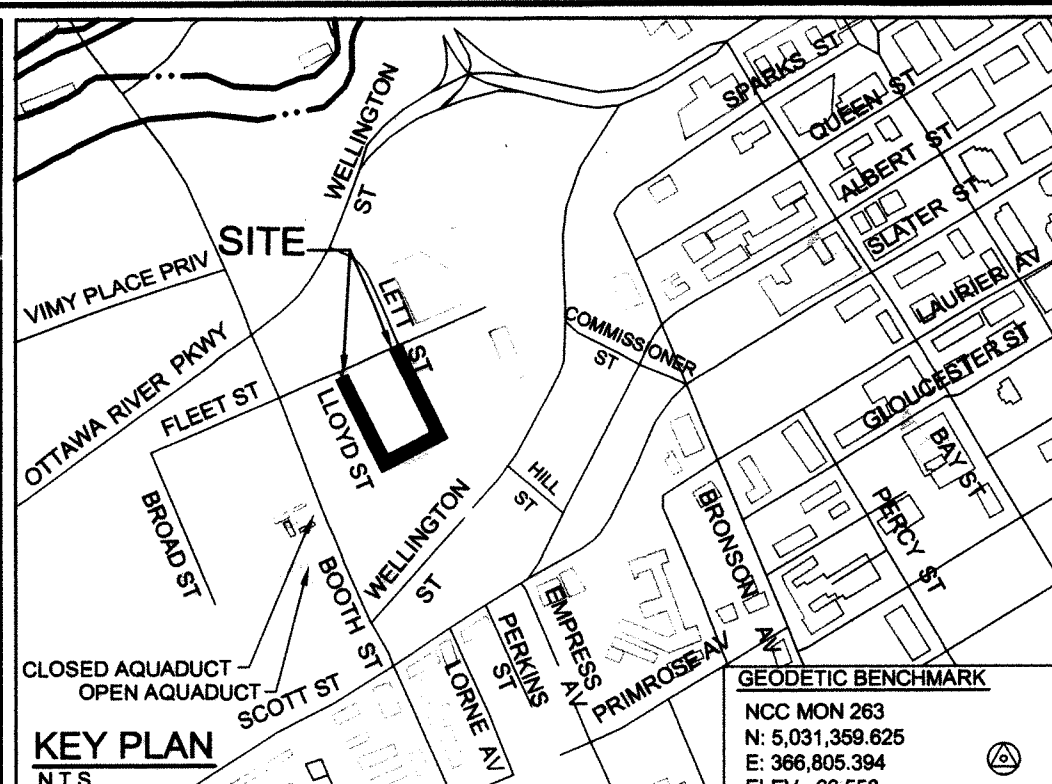 SPARKS ST
QUEEN ST
ALBERT ST
SLATER ST
LAURIER AV
GLOUCESTER ST
WELLINGTON
ST
SITE
VIMY PLACE PRIV
LETT
ST
OTTAWA RIVER PKWY
FLEET ST
LLOYD ST
COMMISSIONER
ST
HILL
ST
BAY ST
PERCY ST
BRONSON
AV
BROAD ST
WELLINGTON
ST
BOOTH ST
EMPRESS
AV
PERKINS
ST
PRIMROSE AV
LORNE AV
SCOTT ST
CLOSED AQUADUCT
OPEN AQUADUCT
KEY PLAN
N.T.S.
GEODETIC BENCHMARK
NCC MON 263
N: 5,031,359.625
E: 366,805.394